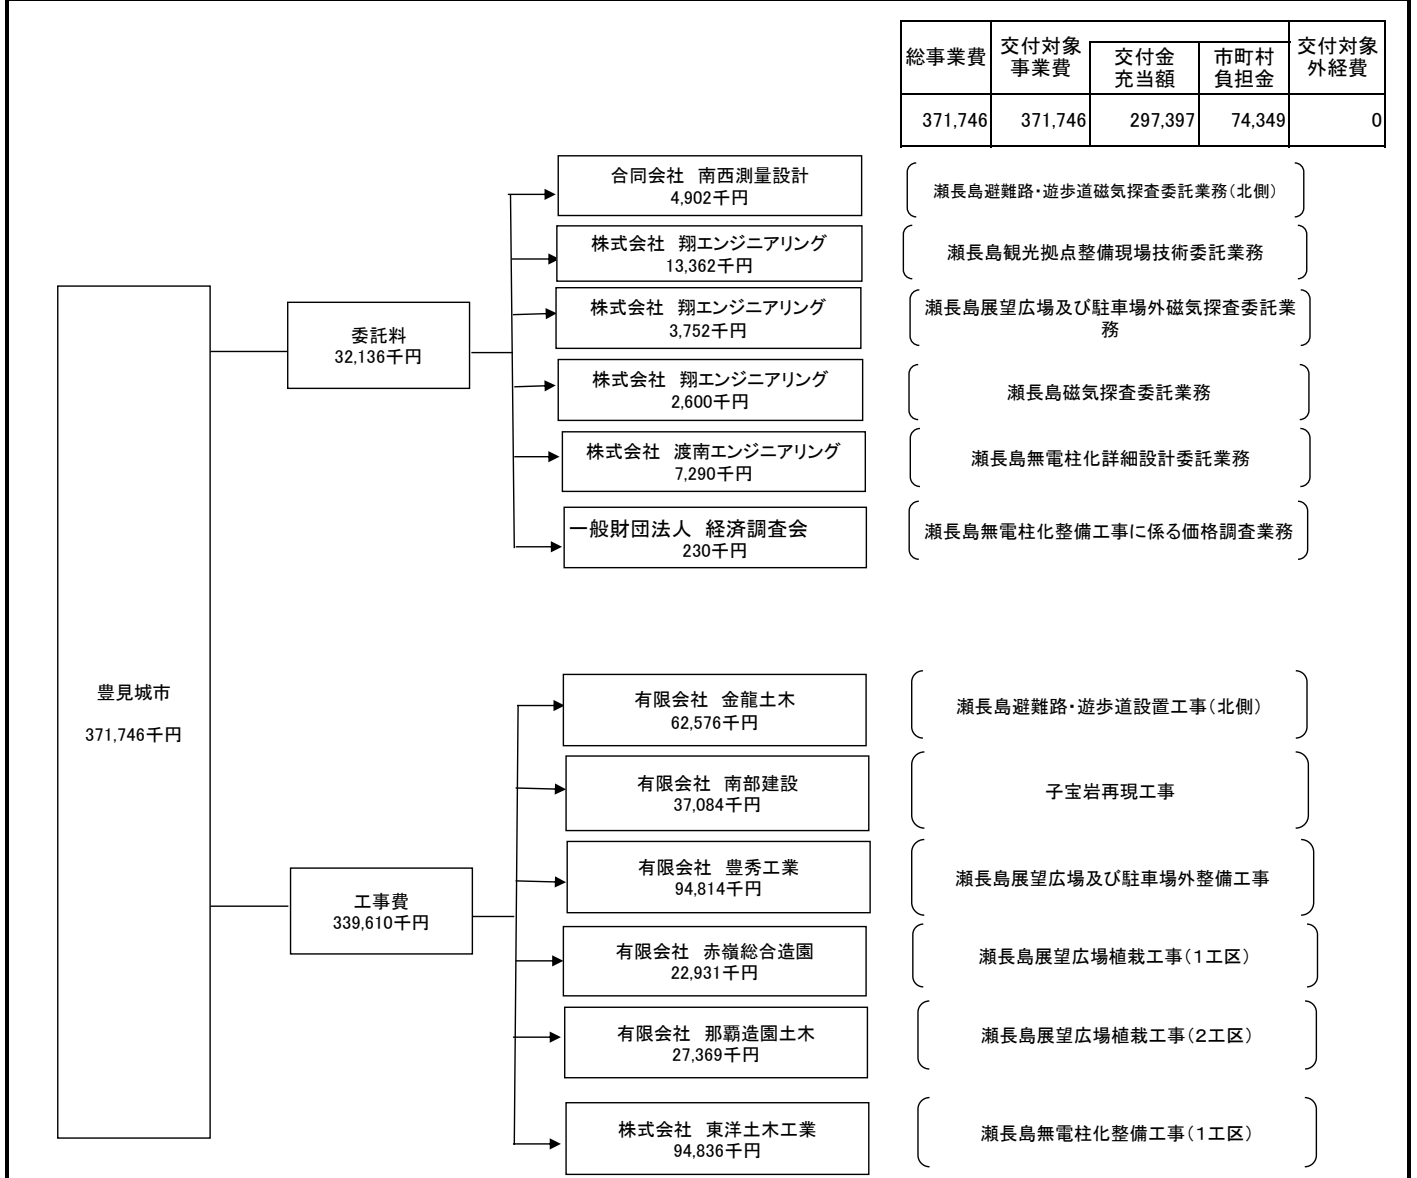 総事業費
交付対象
事業費
交付金
充当額
市町村
負担金
交付対象
外経費
371,746
371,746
297,397
74,349
0
合同会社 南西測量設計
4,902千円
瀬長島避難路・遊歩道磁気探査委託業務(北側)
株式会社 翔エンジニアリング
13,362千円
瀬長島観光拠点整備現場技術委託業務
株式会社 翔エンジニアリング
3,752千円
瀬長島展望広場及び駐車場外磁気探査委託業
務
委託料
32,136千円
株式会社 翔エンジニアリング
2,600千円
瀬長島磁気探査委託業務
株式会社 渡南エンジニアリング
7,290千円
瀬長島無電柱化詳細設計委託業務
一般財団法人 経済調査会
230千円
瀬長島無電柱化整備工事に係る価格調査業務
豊見城市
371,746千円
有限会社 金龍土木
62,576千円
瀬長島避難路・遊歩道設置工事(北側)
有限会社 南部建設
37,084千円
子宝岩再現工事
有限会社 豊秀工業
94,814千円
瀬長島展望広場及び駐車場外整備工事
工事費
339,610千円
有限会社 赤嶺総合造園
22,931千円
瀬長島展望広場植栽工事(1工区)
有限会社 那覇造園土木
27,369千円
瀬長島展望広場植栽工事(2工区)
株式会社 東洋土木工業
94,836千円
瀬長島無電柱化整備工事(1工区)